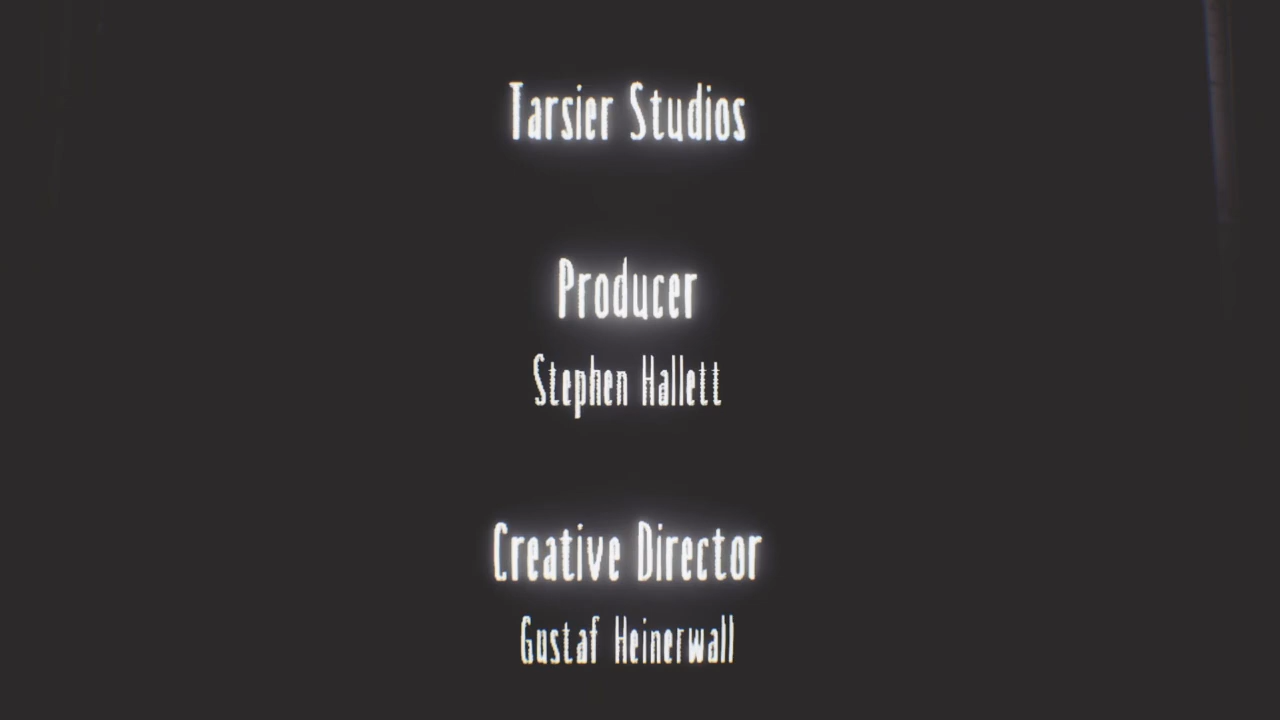 Tarsier Studios
Producer
Stephen Hallett
Creative Director
Gustaf Heinerwall